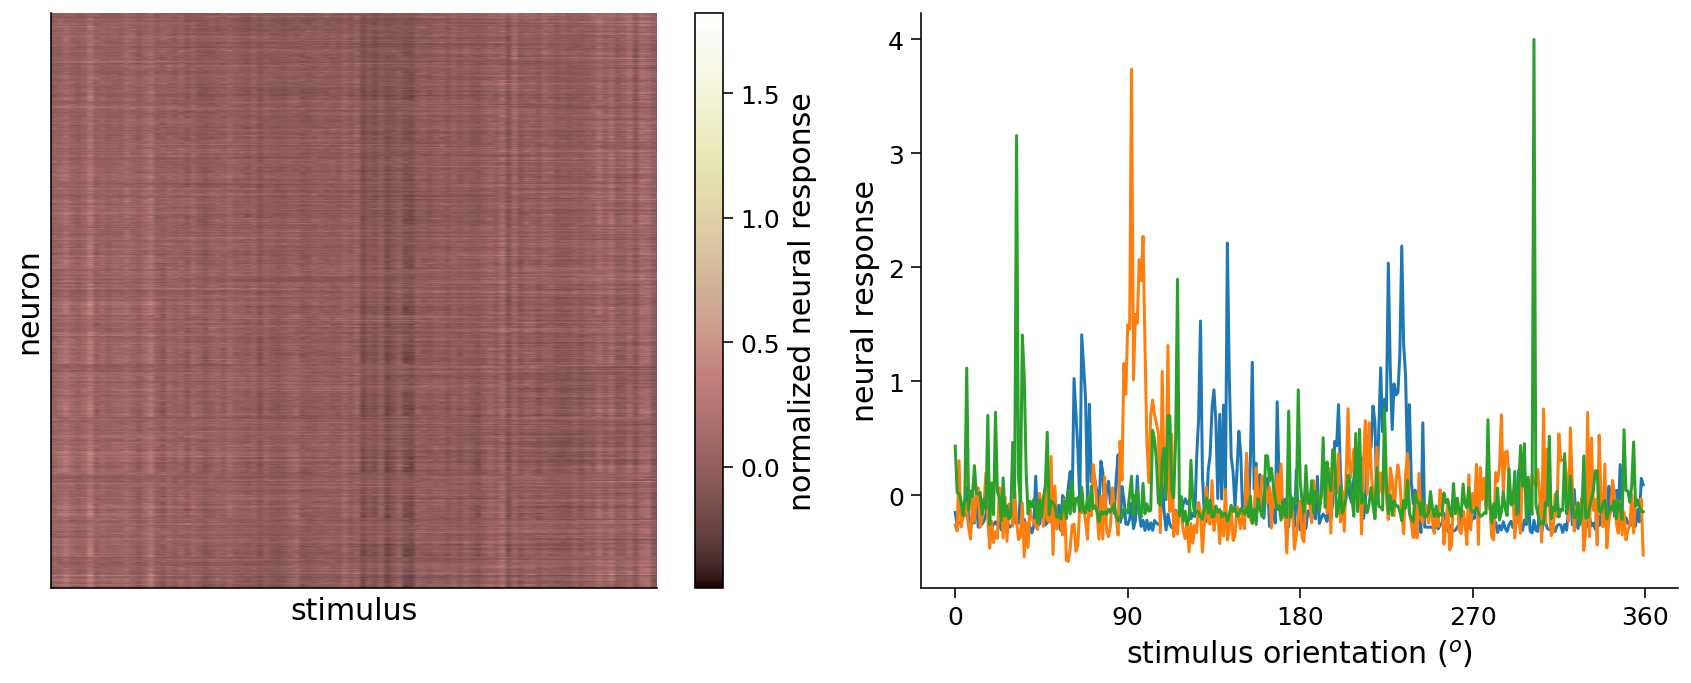 neuron
stimulus
1.5
1.0
0.5
0.0
normalized neural response
neural response
4
3
2
1
0
0 90 180 270 360
stimulus orientation (°)